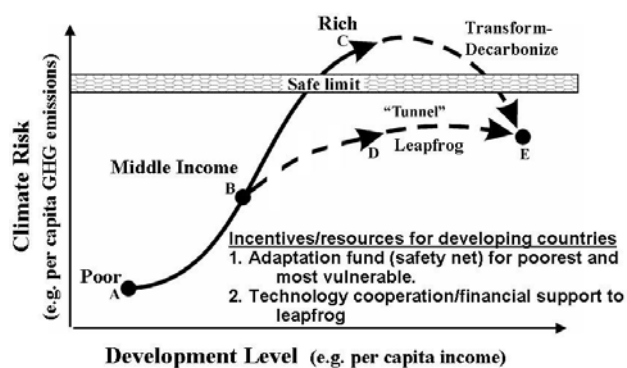 Rich
C
Transform-
Decarbonize
Safe limit
"Tunnel"
Leapfrog
D
E
Middle Income
B
Poor
A
Incentives/resources for developing countries
1. Adaptation fund (safety net) for poorest and
most vulnerable.
2. Technology cooperation/financial support to
leapfrog
Climate Risk
(e.g. per capita GHG emissions)
Development Level (e.g. per capita income)